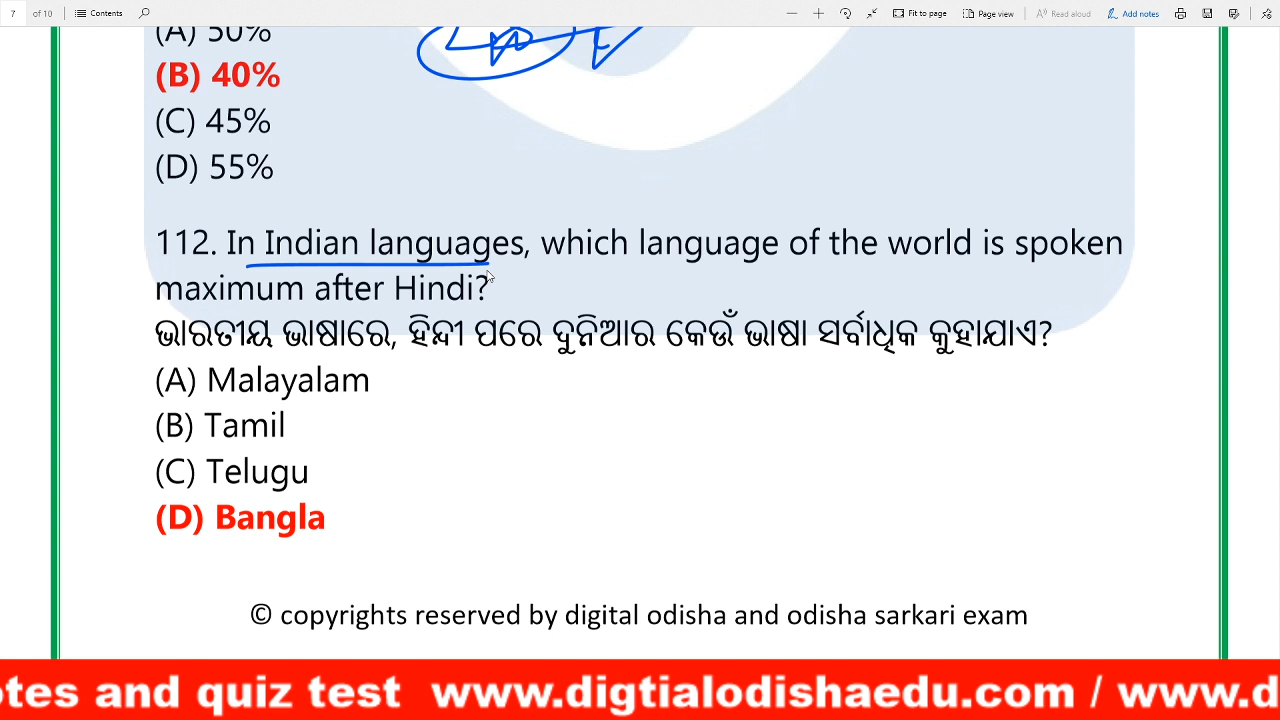 7 of 10 Contents Fit to page Page view Read aloud Add notes
(A) 50%
(B) 40%
(C) 45%
(D) 55%
112. In Indian languages, which language of the world is spoken
maximum after Hindi?
ଭାରତୀୟ ଭାଷାରେ, ହିନ୍ଦୀ ପରେ ଦୁନିଆର କେଉଁ ଭାଷା ସର୍ବାଧିକ କୁହାଯାଏ?
(A) Malayalam
(B) Tamil
(C) Telugu
(D) Bangla
© copyrights reserved by digital odisha and odisha sarkari exam
otes and quiz test www.digtialodishaedu.com / www.d